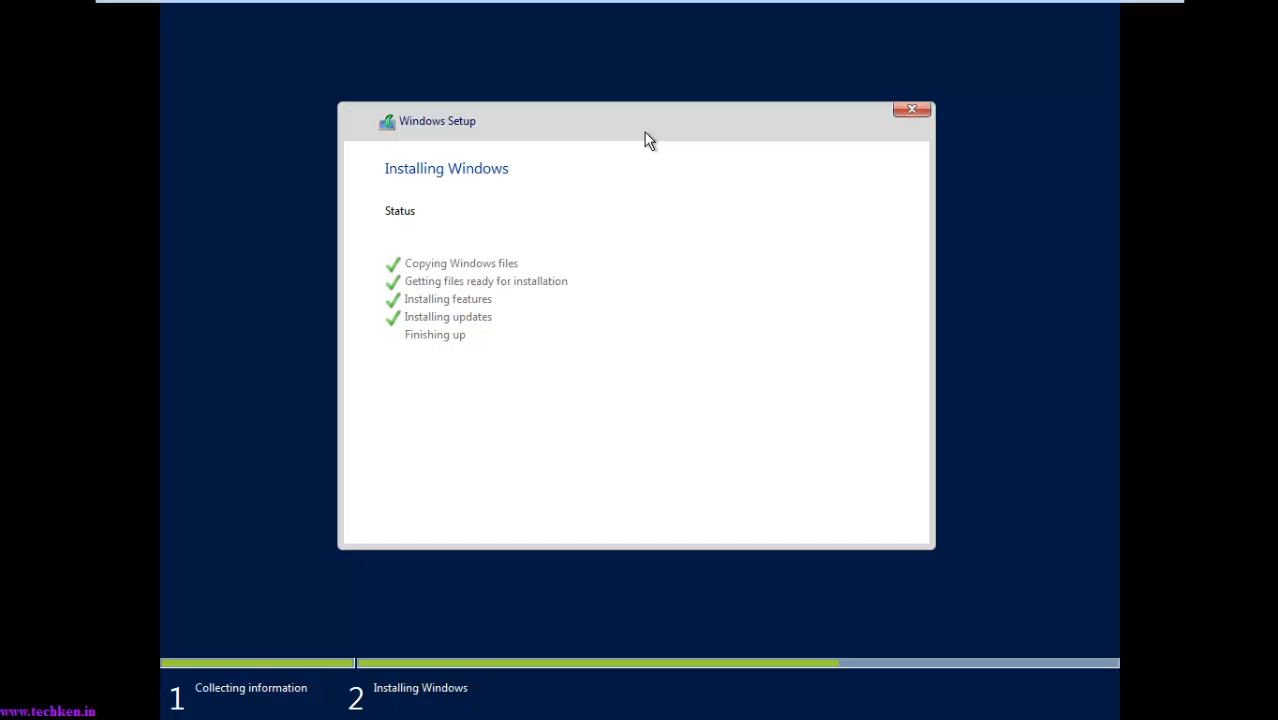 Windows Setup
Installing Windows
Status
Copying Windows files
Getting files ready for installation
Installing features
Installing updates
Finishing up
1 Collecting information
2 Installing Windows
www.techken.in